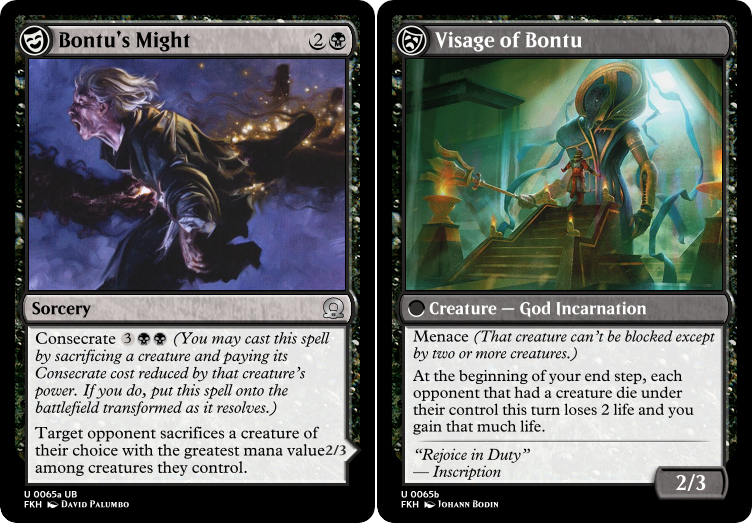 Bontu's Might
2
Sorcery
Consecrate 3 (You may cast this spell
by sacrificing a creature and paying its
Consecrate cost reduced by that creature's
power. If you do, put this spell onto the
battlefield transformed as it resolves.)
Target opponent sacrifices a creature of
their choice with the greatest mana value
among creatures they control.
2/3
U 0065a UB
FKH David Palumbo
Visage of Bontu
Creature — God Incarnation
Menace (That creature can't be blocked except
by two or more creatures.)
At the beginning of your end step, each
opponent that had a creature die under
their control this turn loses 2 life and you
gain that much life.
“Rejoice in Duty”
— Inscription
2/3
U 0065b
FKH Johann Bodin